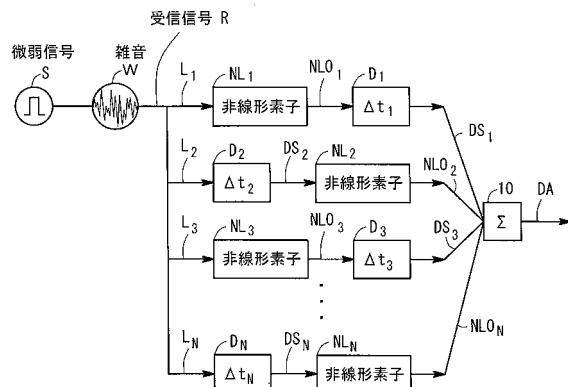 受信信号 R
微弱信号 雑音
S W
L1 NL1 NLO1 D1
非線形素子 Δt1
DS1
L2 D2 DS2 NL2 NLO2
Δt2 非線形素子
10 DA
Σ
L3 NL3 NLO3 D3 DS3
非線形素子 Δt3
NLON
LN DN DSN NLN
ΔtN 非線形素子